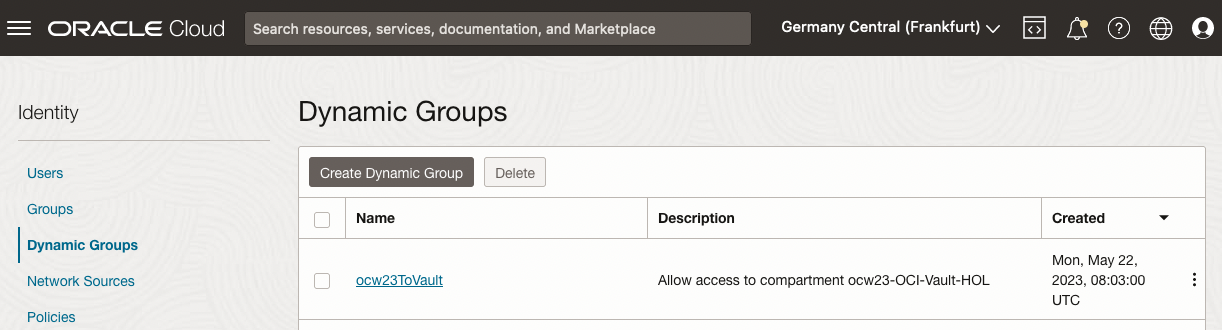 ORACLE Cloud
Search resources, services, documentation, and Marketplace
Germany Central (Frankfurt)
Identity
Users
Groups
Dynamic Groups
Network Sources
Policies
Dynamic Groups
Create Dynamic Group
Delete
Name
Description
Created
ocw23ToVault
Allow access to compartment ocw23-OCI-Vault-HOL
Mon, May 22,
2023, 08:03:00
UTC